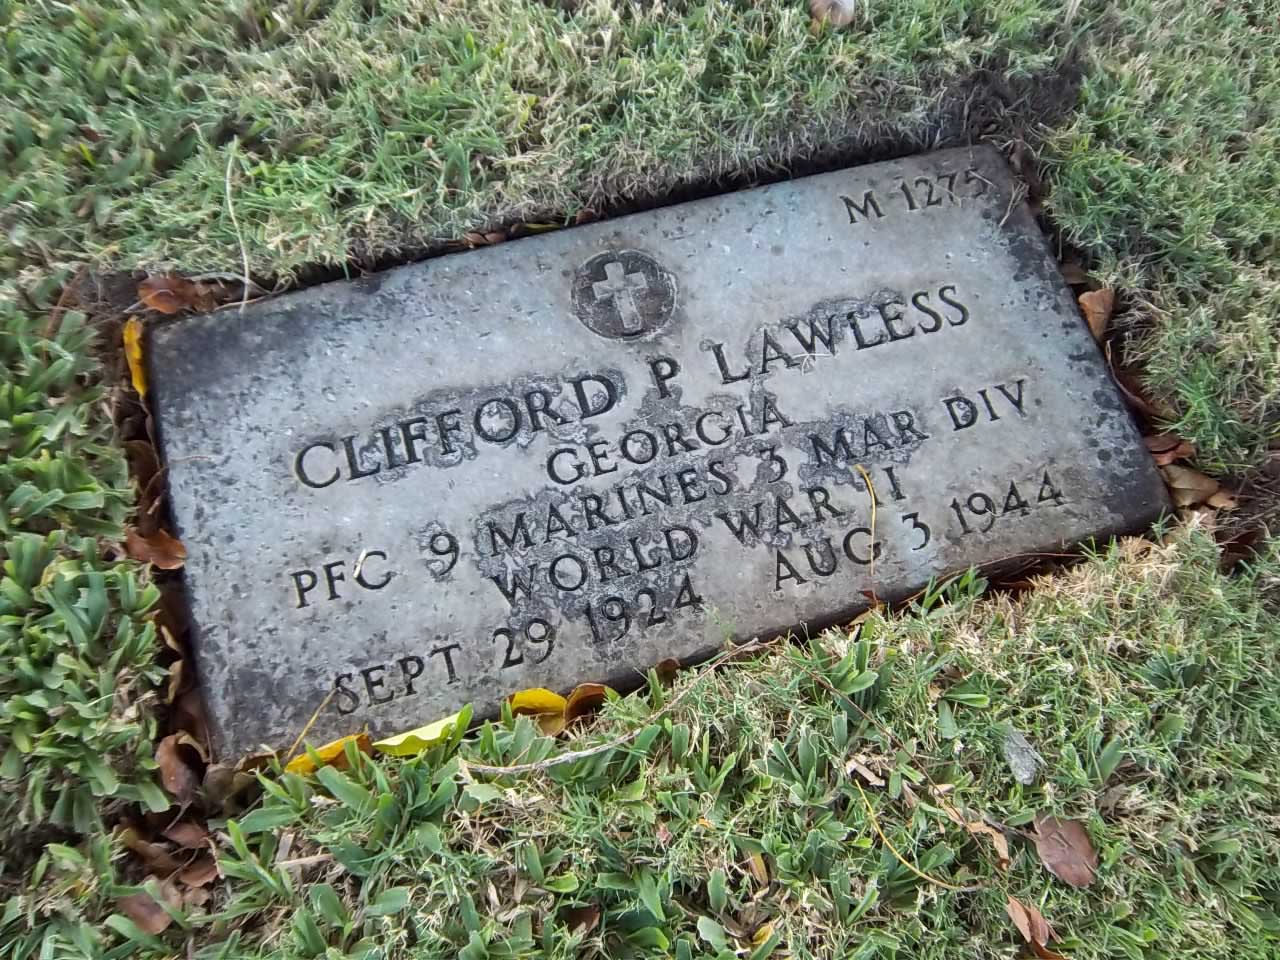 M 1275
CLIFFORD P LAWLESS
GEORGIA
PFC 9 MARINES 3 MAR DIV
WORLD WAR II
SEPT 29 1924 AUG 3 1944